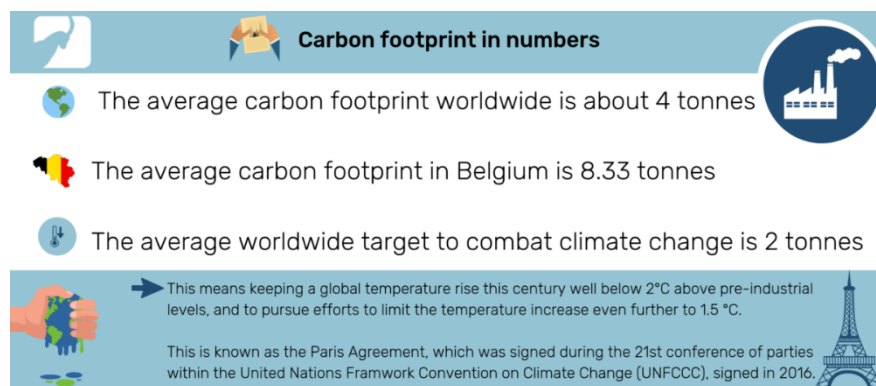 Carbon footprint in numbers
The average carbon footprint worldwide is about 4 tonnes
The average carbon footprint in Belgium is 8.33 tonnes
The average worldwide target to combat climate change is 2 tonnes
This means keeping a global temperature rise this century well below 2°C above pre-industrial
levels, and to pursue efforts to limit the temperature increase even further to 1.5 °C.
This is known as the Paris Agreement, which was signed during the 21st conference of parties
within the United Nations Framwork Convention on Climate Change (UNFCCC), signed in 2016.